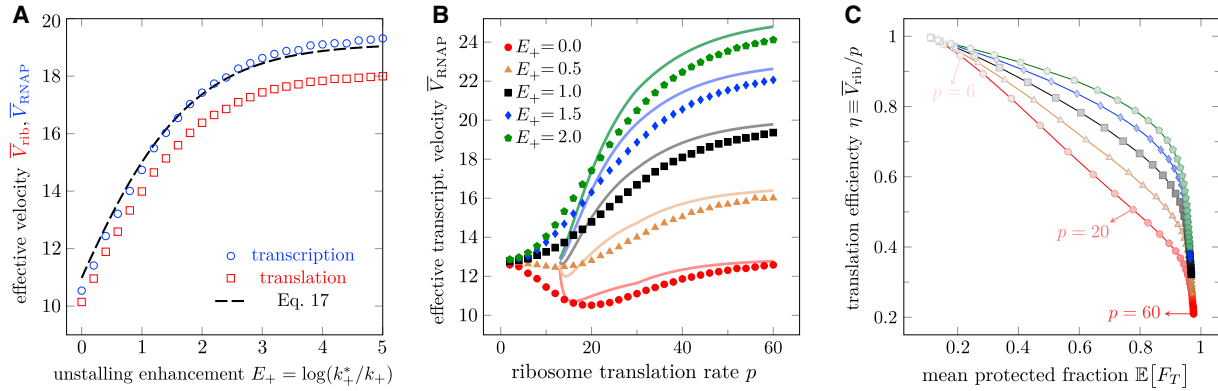 A
effective velocity V̅rib, V̅RNAP
20
18
16
14
12
10
transcription
translation
Eq. 17
0 1 2 3 4 5
unstalling enhancement E+ = log(k*+/k+)
B
effective transcript. velocity V̅RNAP
24
22
20
18
16
14
12
10
E+=0.0
E+=0.5
E+=1.0
E+=1.5
E+=2.0
0 20 40 60 80
ribosome translation rate p
C
translation efficiencty η ≡ V̅rib/p
1
0.8
0.6
0.4
0.2
p = 6
p = 20
p = 60
0 0.2 0.4 0.6 0.8 1
mean protected fraction 𝔼[FT]